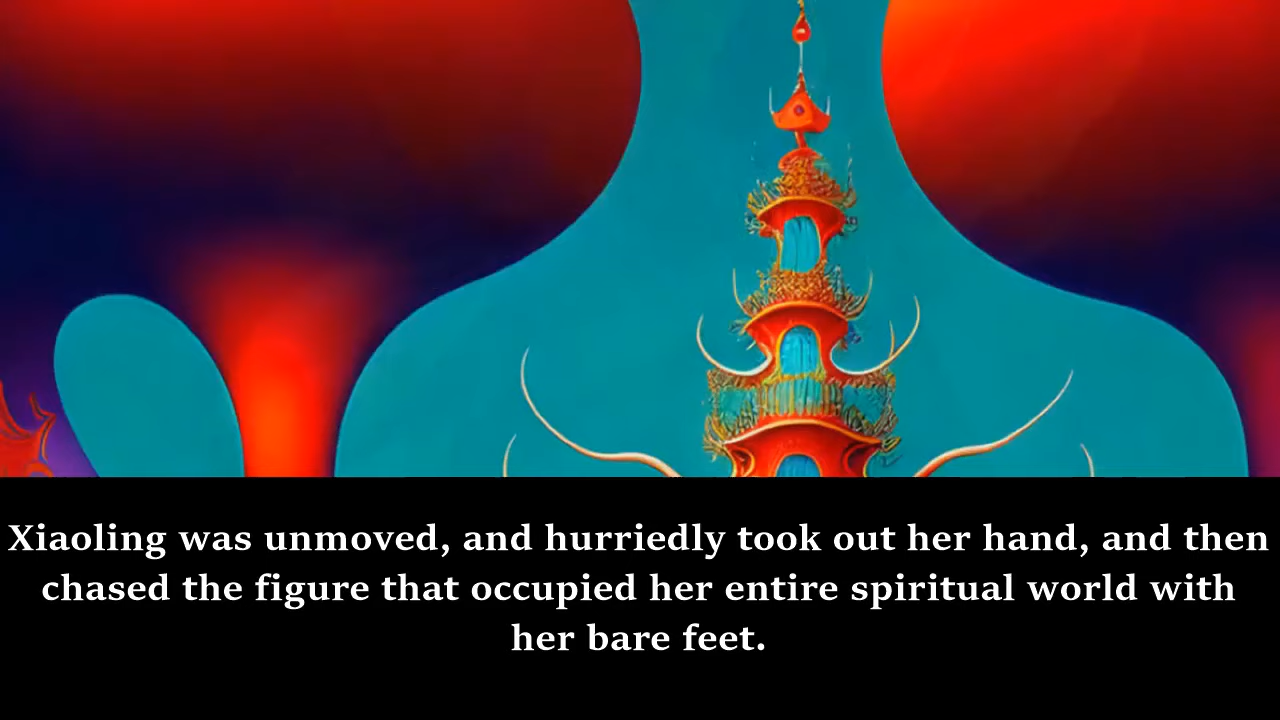 Xiaoling was unmoved, and hurriedly took out her hand, and then
chased the figure that occupied her entire spiritual world with
her bare feet.